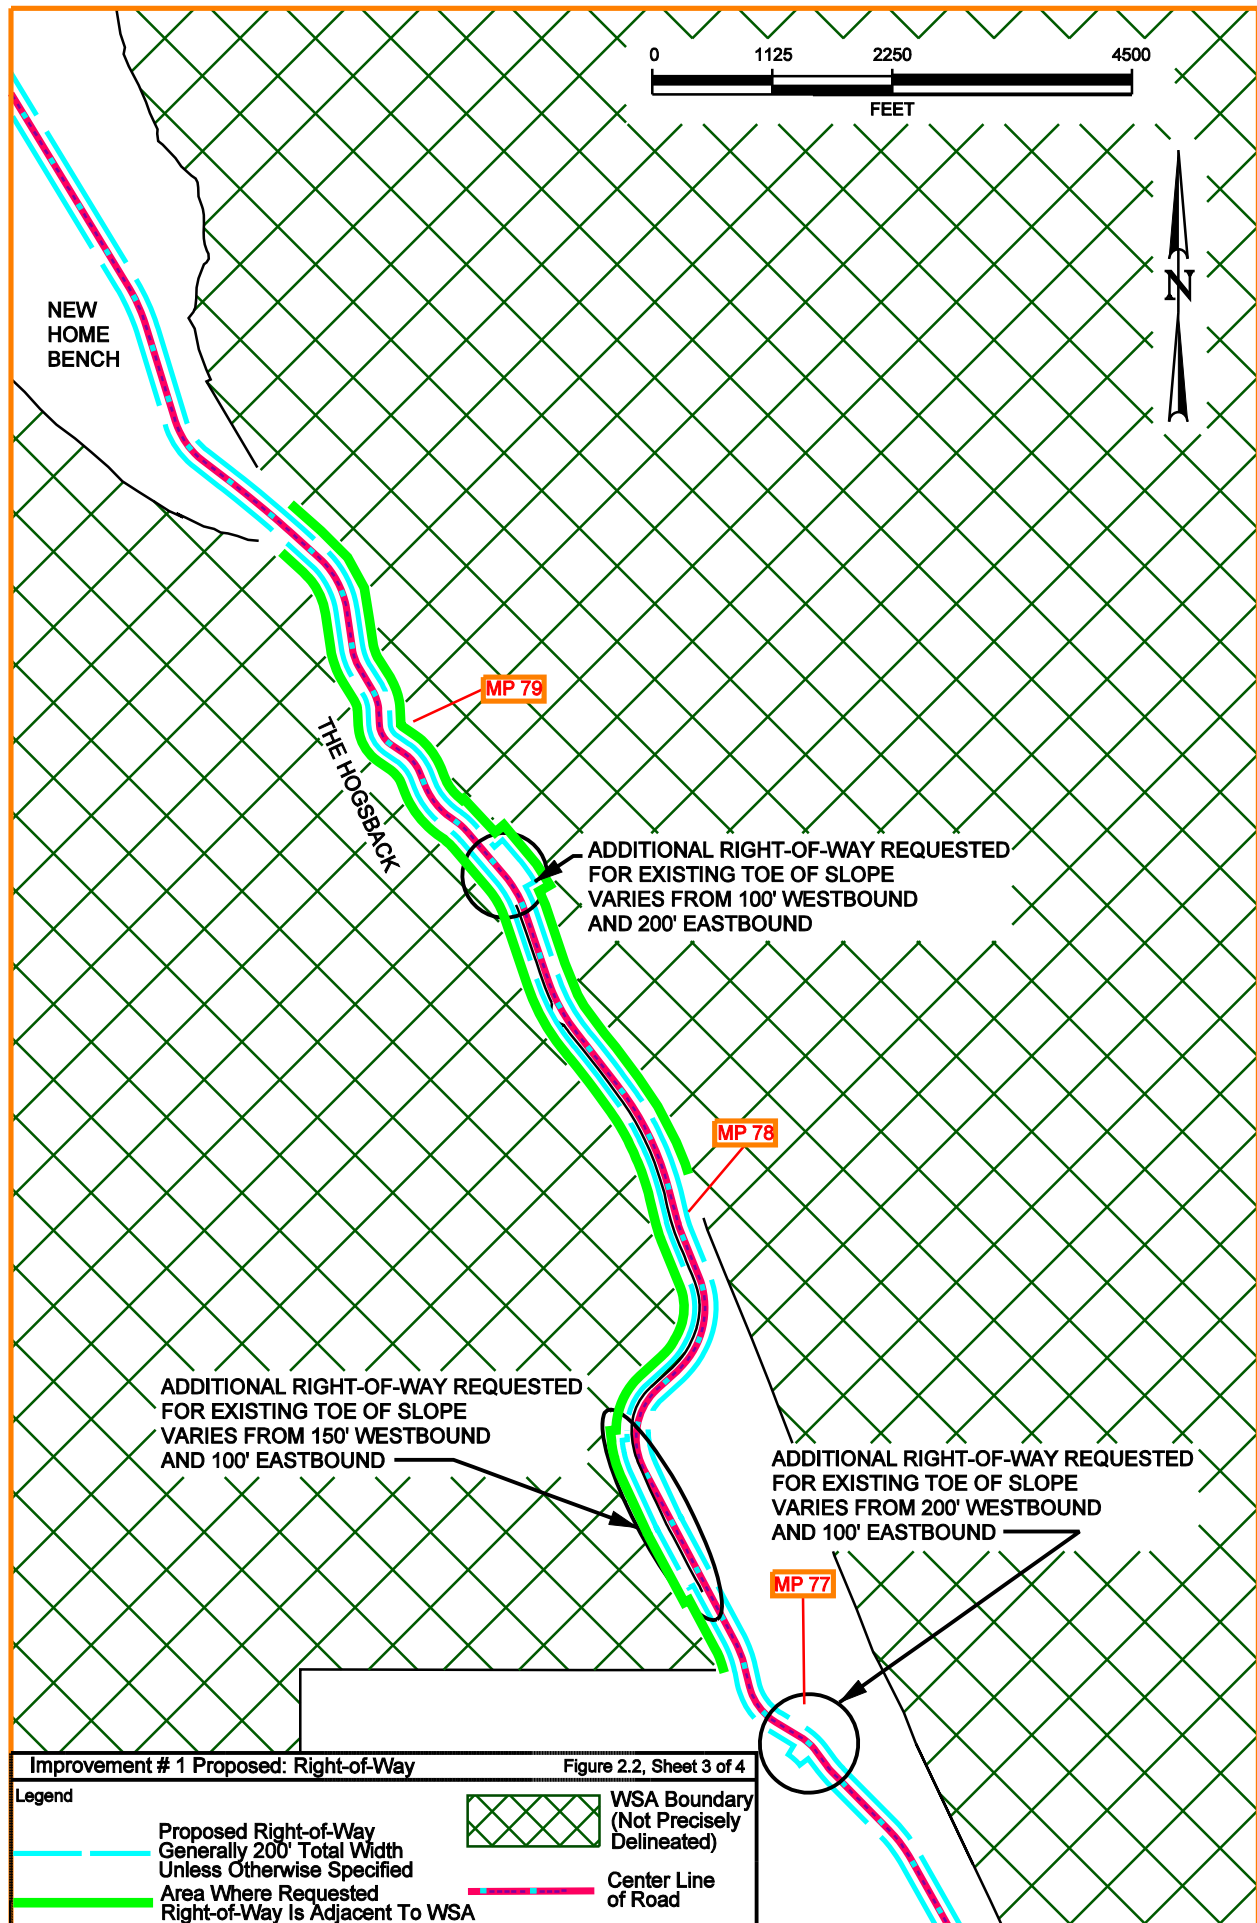 0 1125 2250 4500
FEET
N
NEW
HOME
BENCH
MP 79
THE HOGSBACK
ADDITIONAL RIGHT-OF-WAY REQUESTED
FOR EXISTING TOE OF SLOPE
VARIES FROM 100' WESTBOUND
AND 200' EASTBOUND
MP 78
ADDITIONAL RIGHT-OF-WAY REQUESTED
FOR EXISTING TOE OF SLOPE
VARIES FROM 150' WESTBOUND
AND 100' EASTBOUND
ADDITIONAL RIGHT-OF-WAY REQUESTED
FOR EXISTING TOE OF SLOPE
VARIES FROM 200' WESTBOUND
AND 100' EASTBOUND
MP 77
Improvement # 1 Proposed: Right-of-Way Figure 2.2, Sheet 3 of 4
Legend
Proposed Right-of-Way
Generally 200' Total Width
Unless Otherwise Specified
Area Where Requested
Right-of-Way Is Adjacent To WSA
WSA Boundary
(Not Precisely
Delineated)
Center Line
of Road